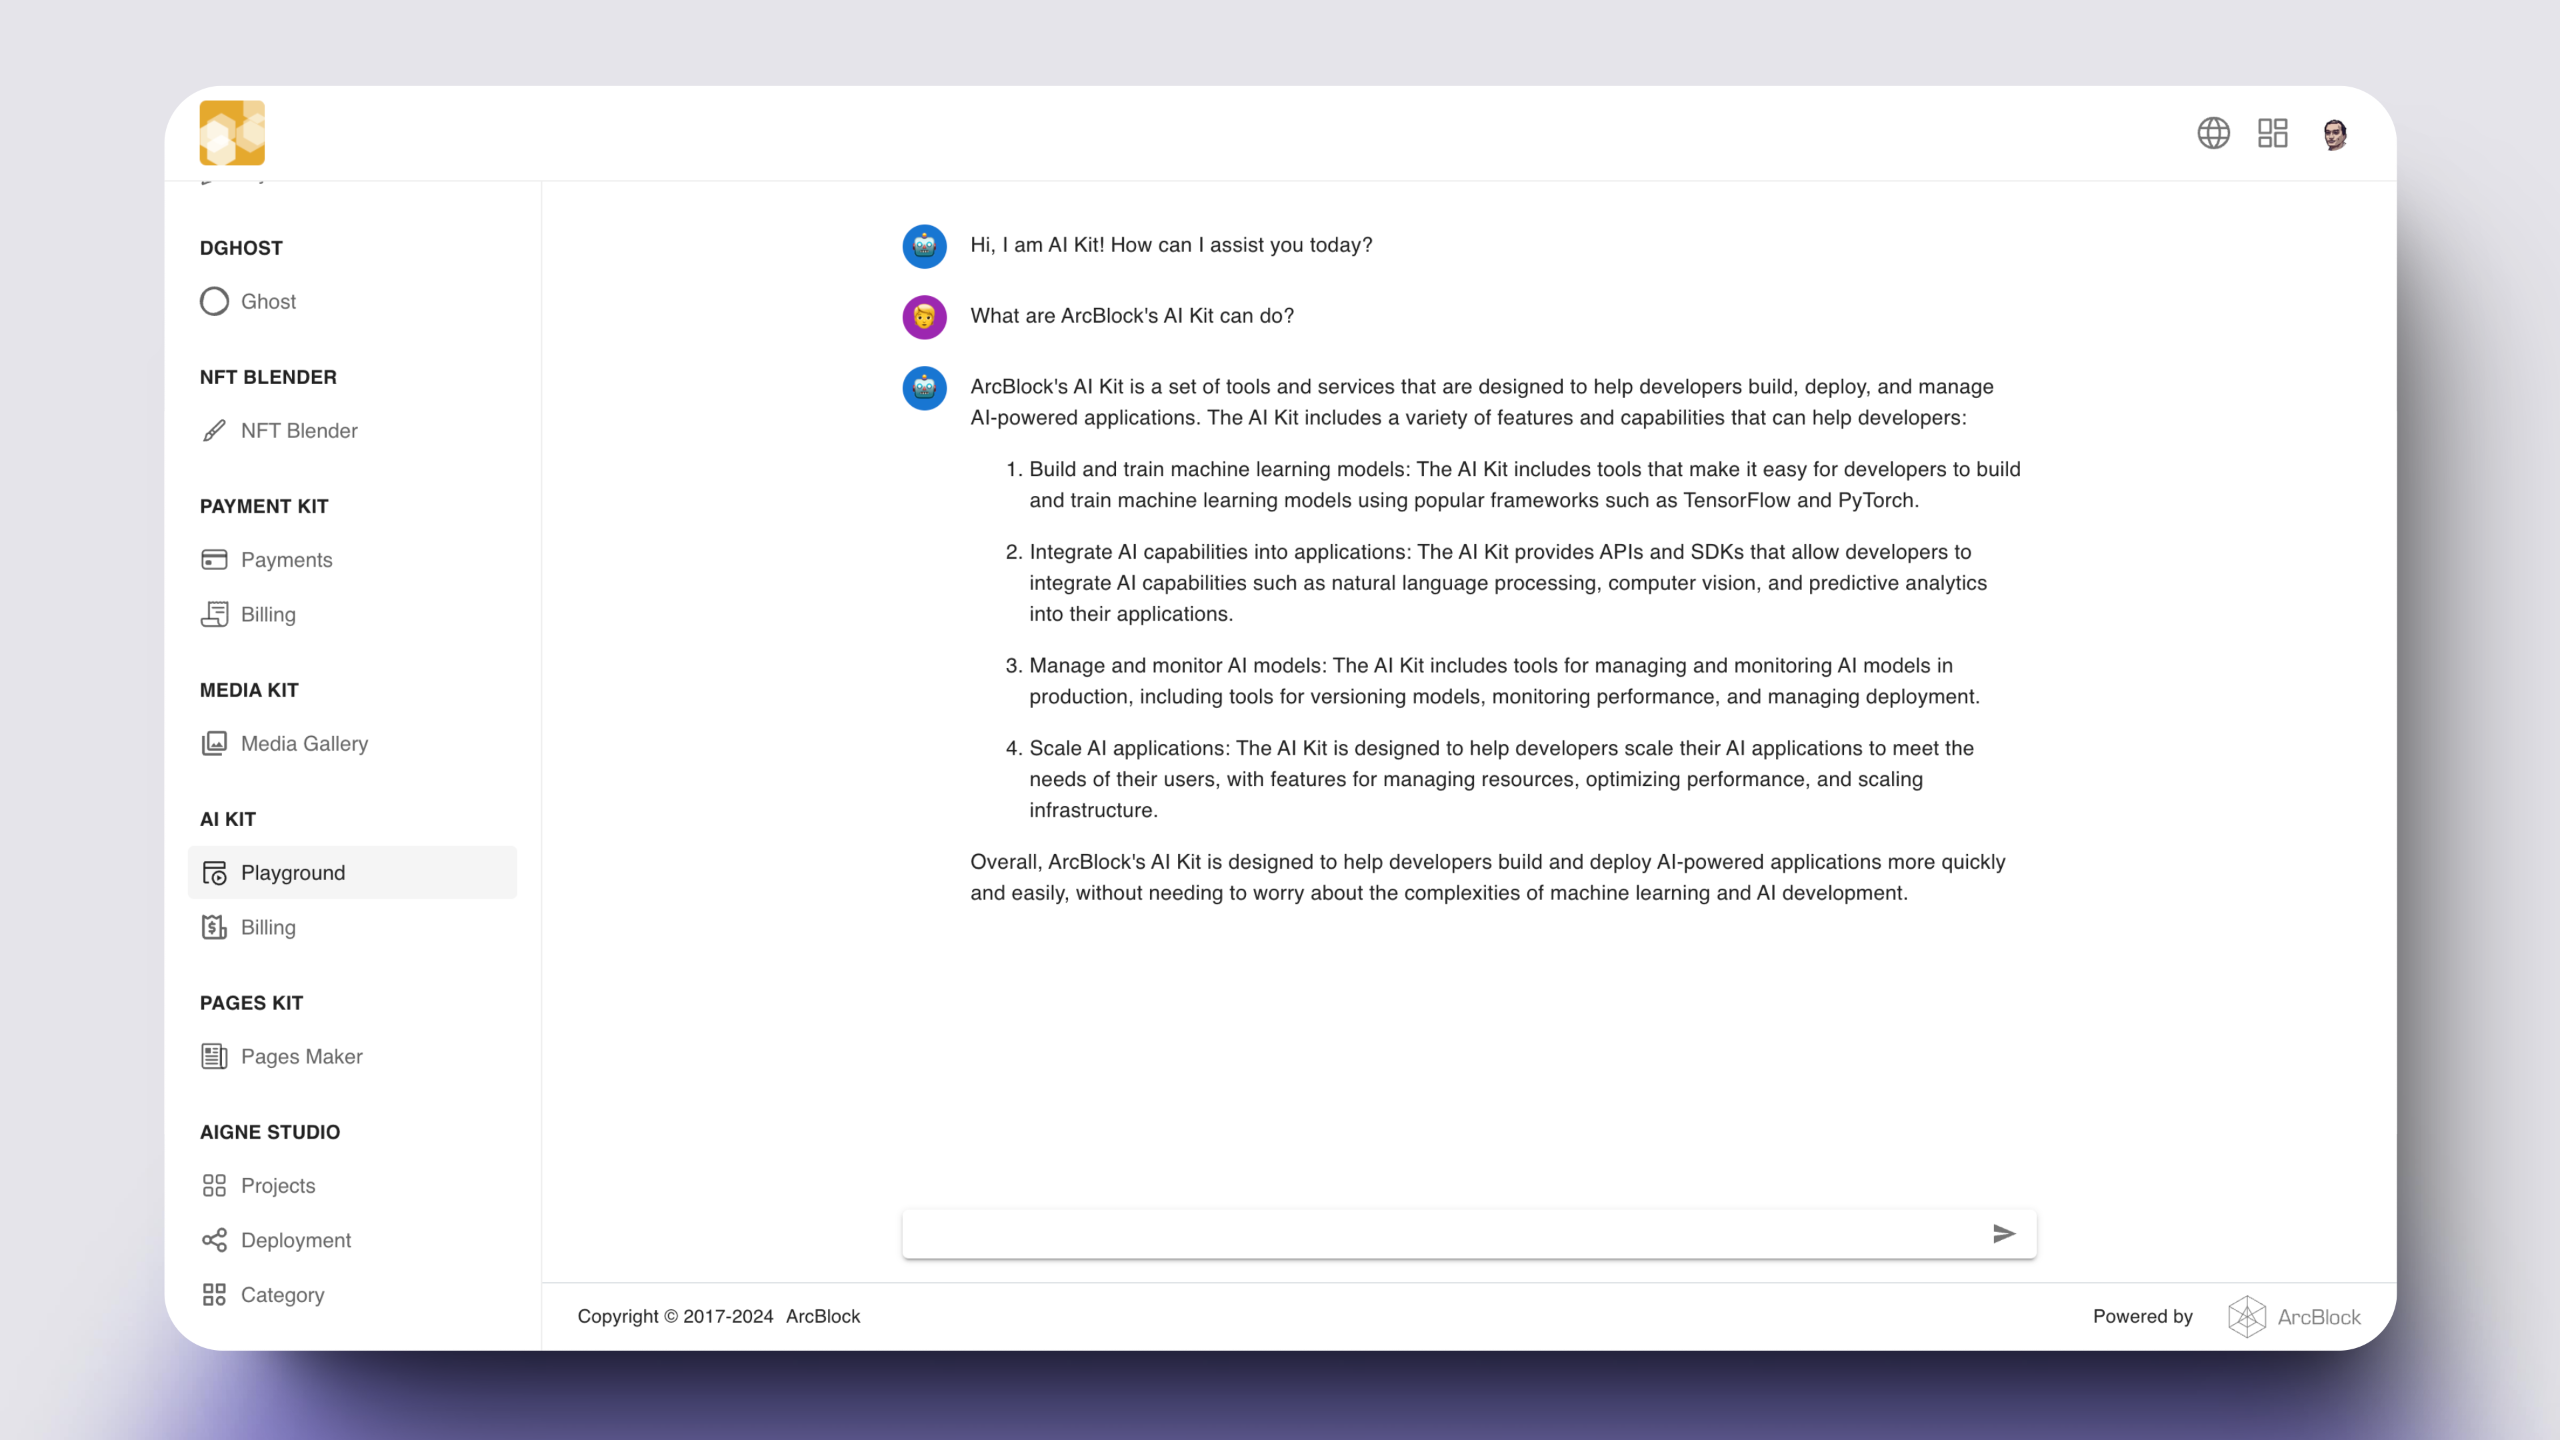 DGHOST
Ghost
NFT BLENDER
NFT Blender
PAYMENT KIT
Payments
Billing
MEDIA KIT
Media Gallery
AI KIT
Playground
Billing
PAGES KIT
Pages Maker
AIGNE STUDIO
Projects
Deployment
Category
Hi, I am AI Kit! How can I assist you today?
What are ArcBlock's AI Kit can do?
ArcBlock's AI Kit is a set of tools and services that are designed to help developers build, deploy, and manage
AI-powered applications. The AI Kit includes a variety of features and capabilities that can help developers:
1. Build and train machine learning models: The AI Kit includes tools that make it easy for developers to build
and train machine learning models using popular frameworks such as TensorFlow and PyTorch.
2. Integrate AI capabilities into applications: The AI Kit provides APIs and SDKs that allow developers to
integrate AI capabilities such as natural language processing, computer vision, and predictive analytics
into their applications.
3. Manage and monitor AI models: The AI Kit includes tools for managing and monitoring AI models in
production, including tools for versioning models, monitoring performance, and managing deployment.
4. Scale AI applications: The AI Kit is designed to help developers scale their AI applications to meet the
needs of their users, with features for managing resources, optimizing performance, and scaling
infrastructure.
Overall, ArcBlock's AI Kit is designed to help developers build and deploy AI-powered applications more quickly
and easily, without needing to worry about the complexities of machine learning and AI development.
Copyright © 2017-2024 ArcBlock
Powered by ArcBlock